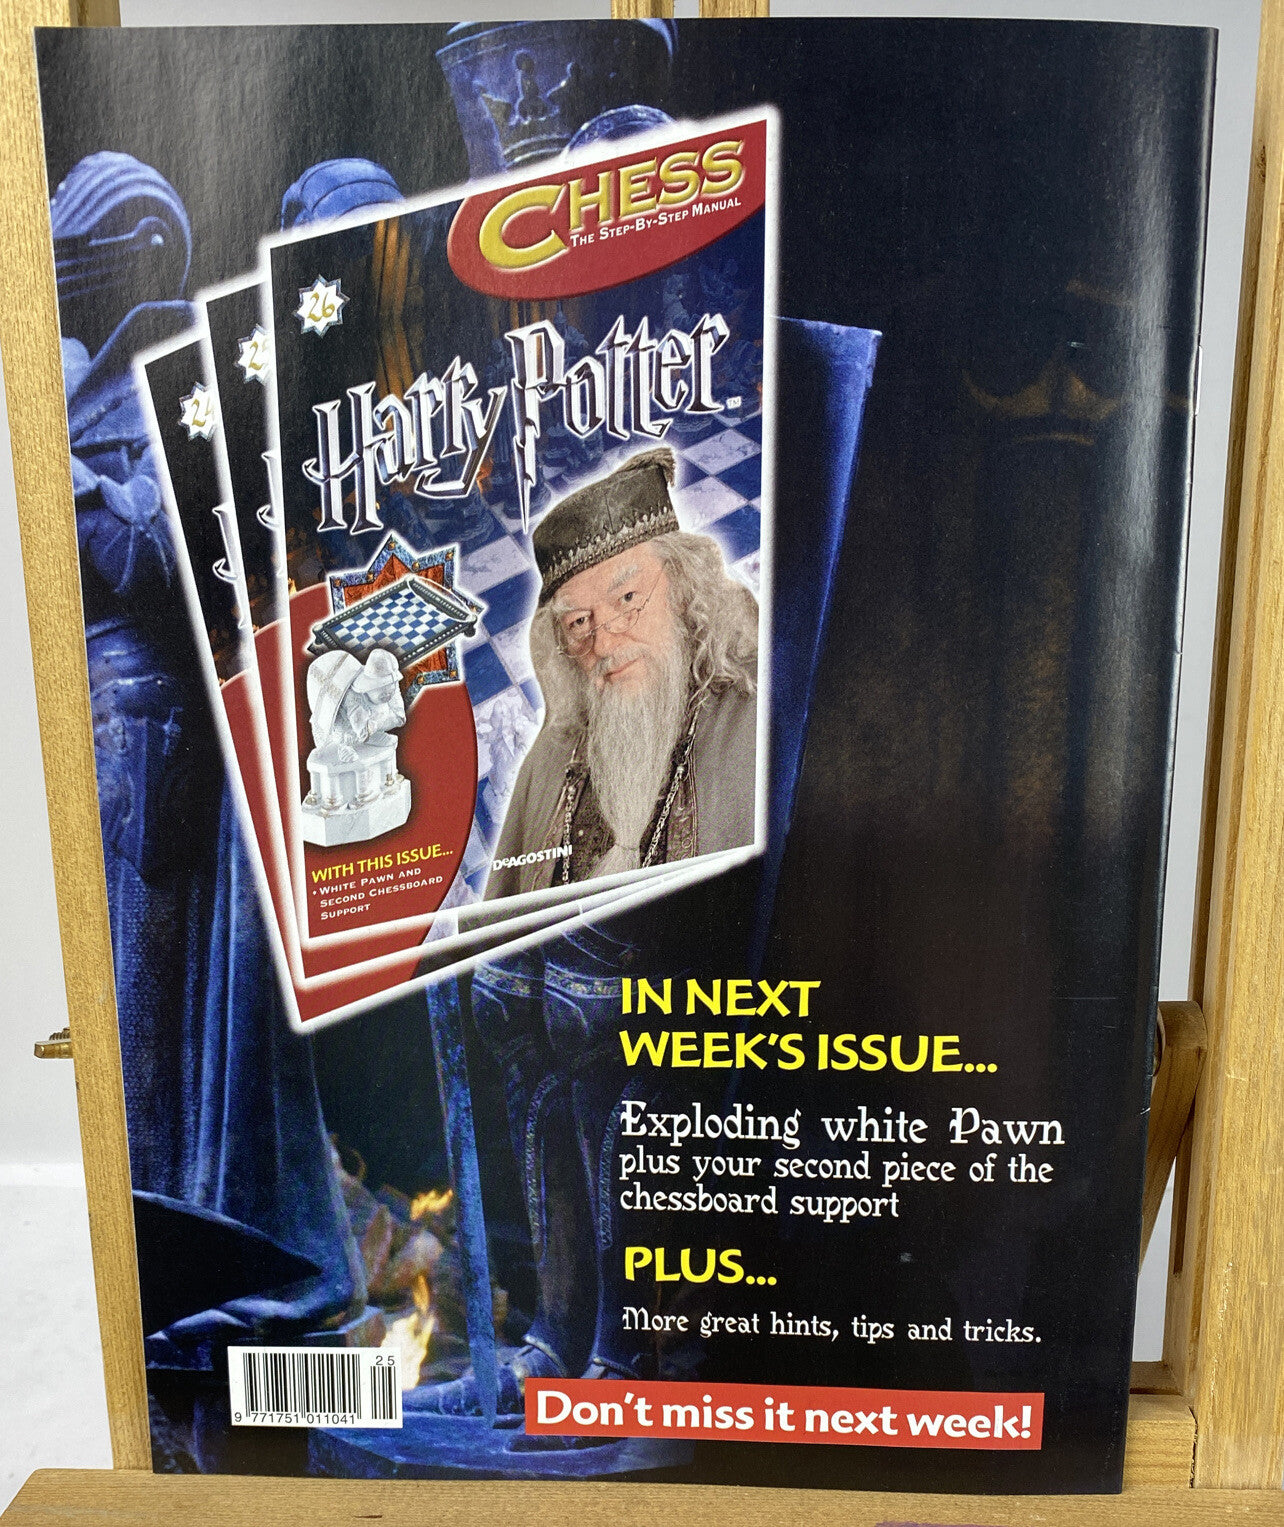 CHESS
THE STEP-BY-STEP MANUAL
26
Harry Potter
TM
24
WITH THIS ISSUE...
• WHITE PAWN AND
SECOND CHESSBOARD
SUPPORT
DeAGOSTINI
IN NEXT
WEEK'S ISSUE...
Exploding white Pawn
plus your second piece of the
chessboard support
PLUS...
More great hints, tips and tricks.
Don't miss it next week!
25
9 771751 011041